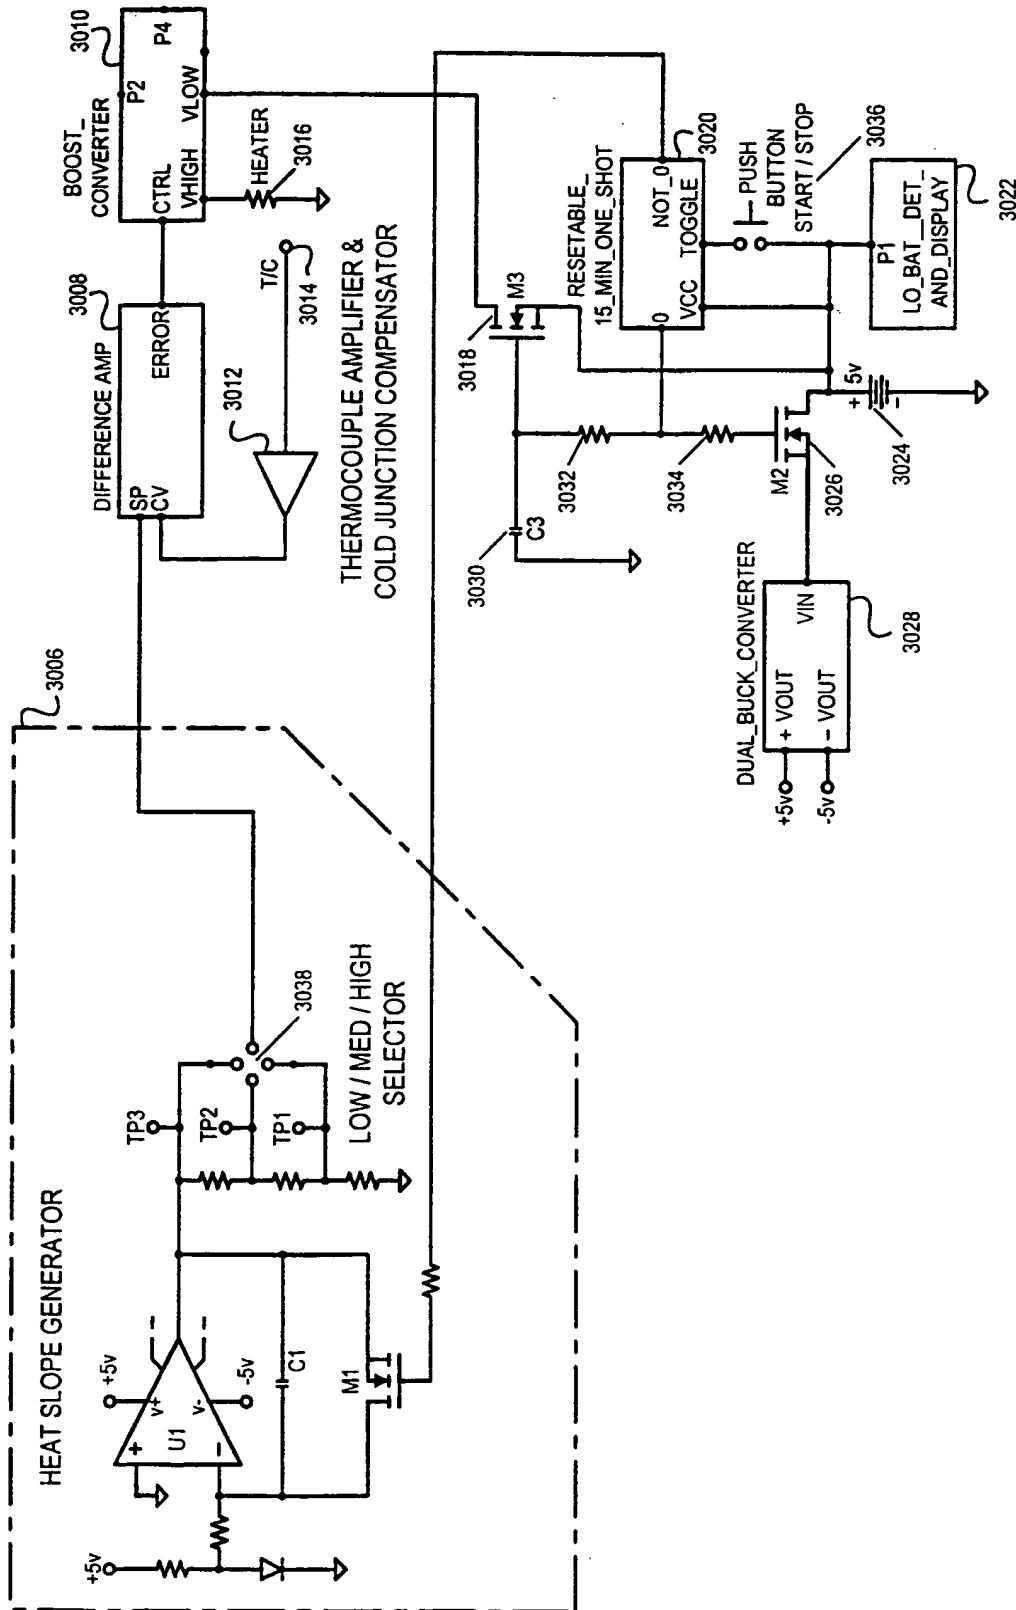 HEAT SLOPE GENERATOR
3006
+5v
+5v
-5v
V+
V-
+
-
U1
C1
M1
TP3
TP2
TP1
3038
LOW / MED / HIGH
SELECTOR
DIFFERENCE AMP
3008
SP
CV
ERROR
3012
T/C
3014
THERMOCOUPLE AMPLIFIER &
COLD JUNCTION COMPENSATOR
BOOST_
CONVERTER
3010
P2
P4
CTRL
VHIGH
VLOW
HEATER
3016
3018
M3
RESETABLE_
15_MIN_ONE_SHOT
3020
0
NOT_0
VCC
TOGGLE
PUSH
BUTTON
START / STOP
3036
P1
LO_BAT__DET_
AND_DISPLAY
3022
+
5v
-
3024
M2
3026
3030
C3
3032
3034
DUAL_BUCK_CONVERTER
+ VOUT
- VOUT
VIN
3028
+5v
-5v